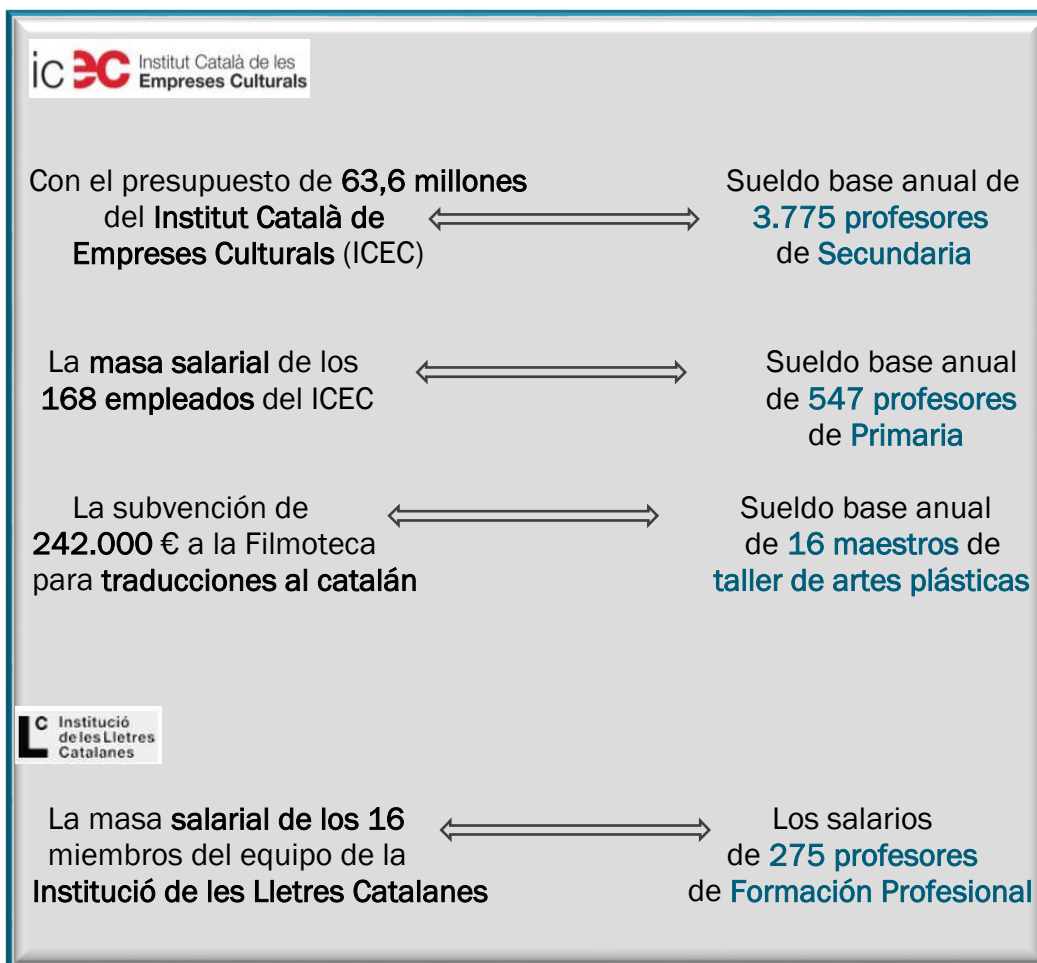 icec Institut Català de les
Empreses Culturals
Con el presupuesto de 63,6 millones
del Institut Català de
Empreses Culturals (ICEC)
Sueldo base anual de
3.775 profesores
de Secundaria
La masa salarial de los
168 empleados del ICEC
Sueldo base anual
de 547 profesores
de Primaria
La subvención de
242.000 € a la Filmoteca
para traducciones al catalán
Sueldo base anual
de 16 maestros de
taller de artes plásticas
LC Institució
de les Lletres
Catalanes
La masa salarial de los 16
miembros del equipo de la
Institució de les Lletres Catalanes
Los salarios
de 275 profesores
de Formación Profesional